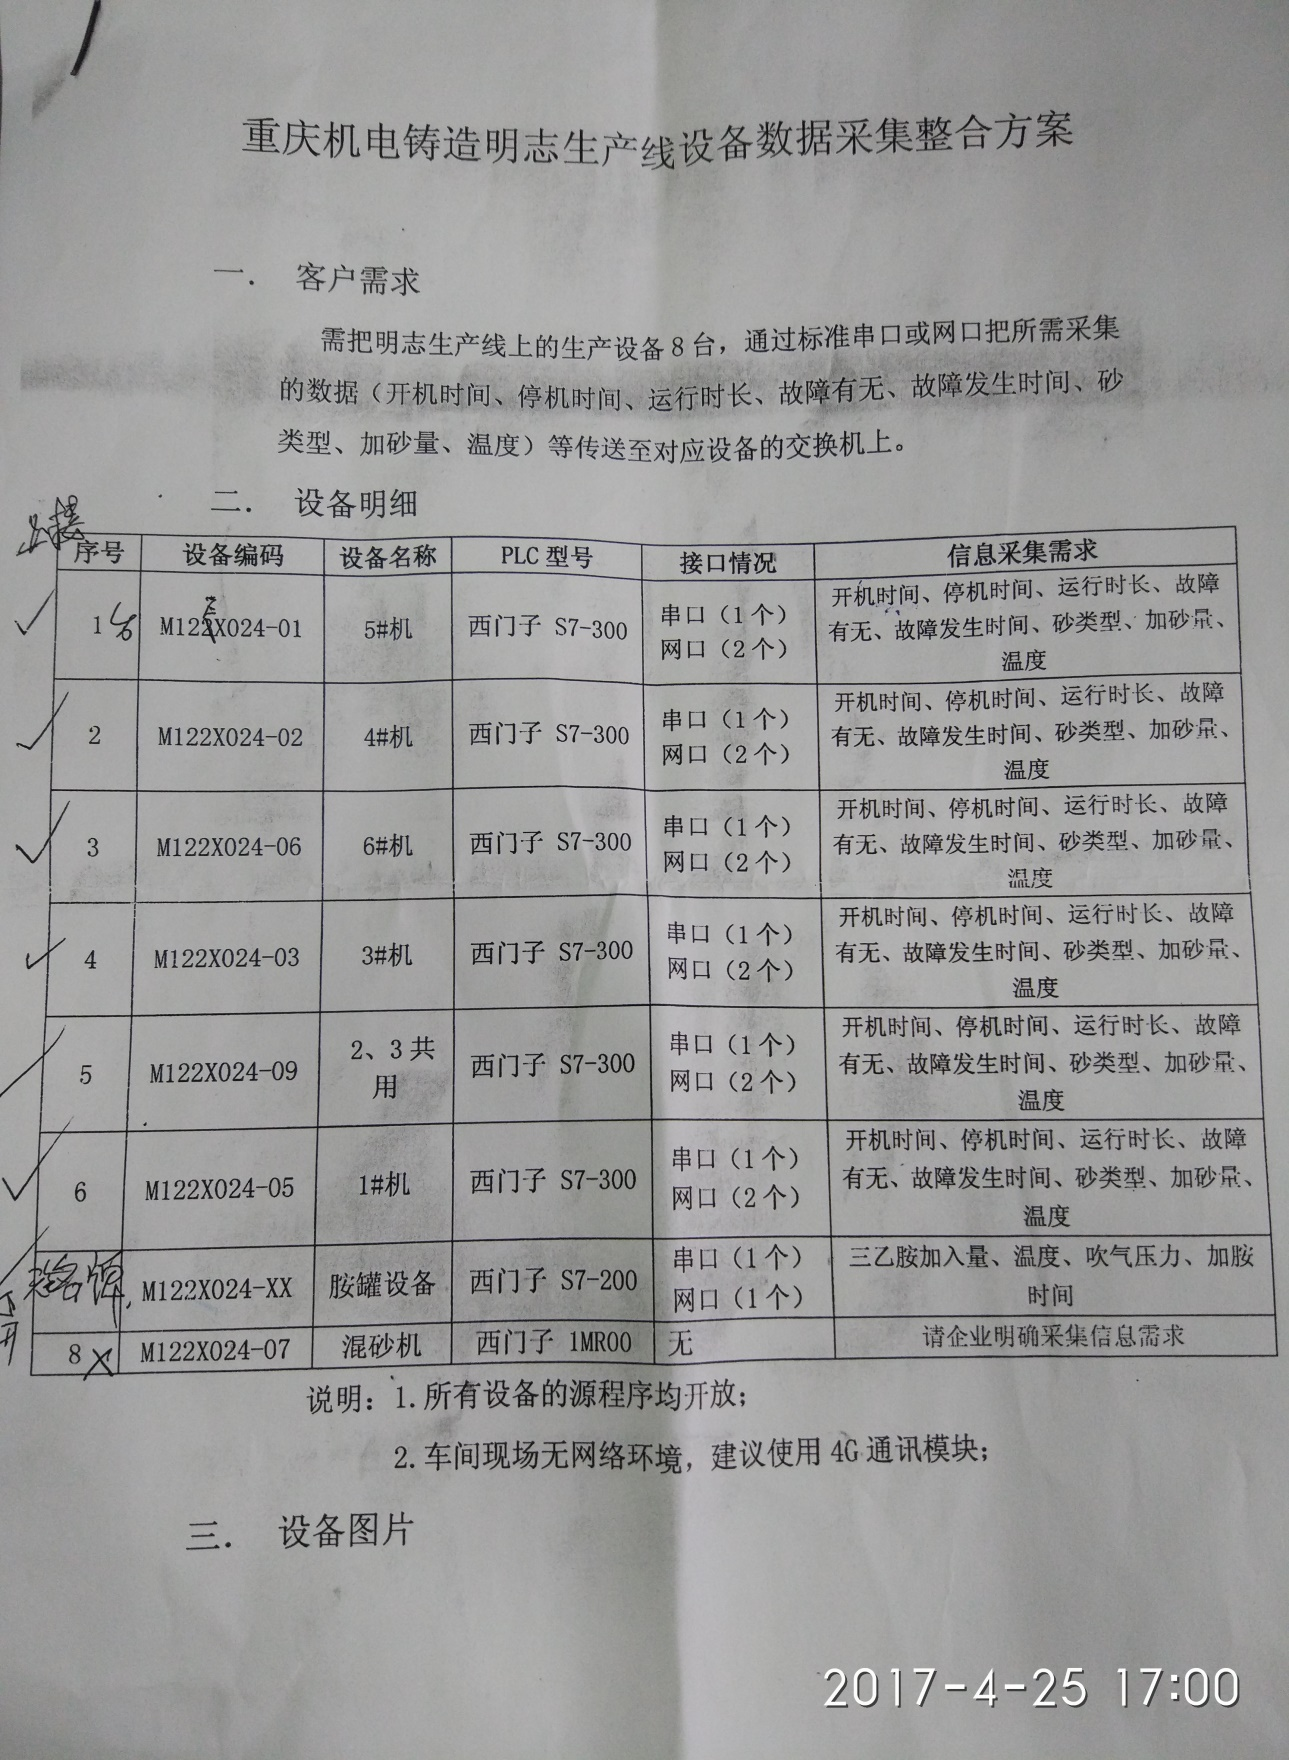 重庆机电铸造明志生产线设备数据采集整合方案
一. 客户需求
需把明志生产线上的生产设备8台，通过标准串口或网口把所需采集
的数据（开机时间、停机时间、运行时长、故障有无、故障发生时间、砂
类型、加砂量、温度）等传送至对应设备的交换机上。
二. 设备明细
序号 设备编码 设备名称 PLC 型号 接口情况 信息采集需求
1 M122X024-01 5#机 西门子 S7-300 串口（1个） 网口（2个） 开机时间、停机时间、运行时长、故障
有无、故障发生时间、砂类型、加砂量、
温度
2 M122X024-02 4#机 西门子 S7-300 串口（1个） 网口（2个） 开机时间、停机时间、运行时长、故障
有无、故障发生时间、砂类型、加砂量、
温度
3 M122X024-06 6#机 西门子 S7-300 串口（1个） 网口（2个） 开机时间、停机时间、运行时长、故障
有无、故障发生时间、砂类型、加砂量、
温度
4 M122X024-03 3#机 西门子 S7-300 串口（1个） 网口（2个） 开机时间、停机时间、运行时长、故障
有无、故障发生时间、砂类型、加砂量、
温度
5 M122X024-09 2、3共用 西门子 S7-300 串口（1个） 网口（2个） 开机时间、停机时间、运行时长、故障
有无、故障发生时间、砂类型、加砂量、
温度
6 M122X024-05 1#机 西门子 S7-300 串口（1个） 网口（2个） 开机时间、停机时间、运行时长、故障
有无、故障发生时间、砂类型、加砂量、
温度
M122X024-XX 胺罐设备 西门子 S7-200 串口（1个） 网口（1个） 三乙胺加入量、温度、吹气压力、加胺
时间
8 M122X024-07 混砂机 西门子 1MR00 无 请企业明确采集信息需求
说明：1.所有设备的源程序均开放；
2.车间现场无网络环境，建议使用 4G 通讯模块；
三. 设备图片
2017-4-25 17:00